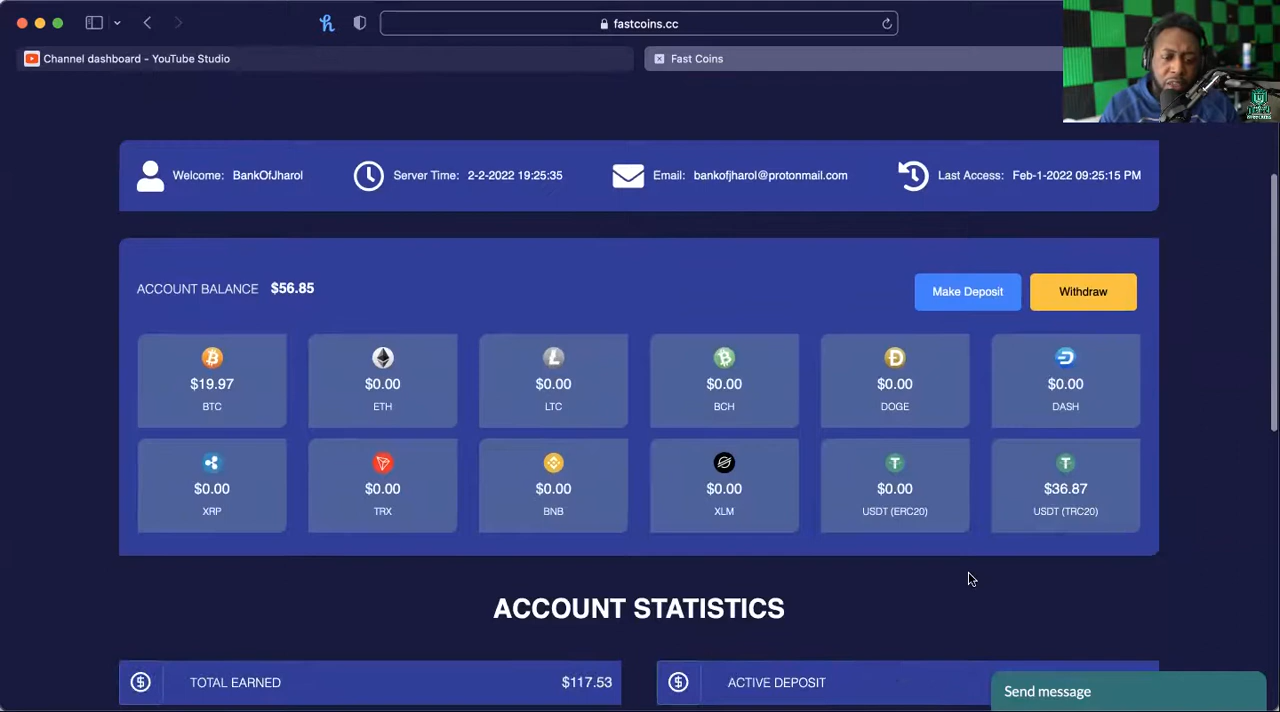 fastcoins.cc
Channel dashboard - YouTube Studio
Fast Coins
Welcome: BankOfJharol
Server Time: 2-2-2022 19:25:35
Email: bankofjharol@protonmail.com
Last Access: Feb-1-2022 09:25:15 PM
ACCOUNT BALANCE $56.85
Make Deposit
Withdraw
$19.97
BTC
$0.00
ETH
$0.00
LTC
$0.00
BCH
$0.00
DOGE
$0.00
DASH
$0.00
XRP
$0.00
TRX
$0.00
BNB
$0.00
XLM
$0.00
USDT (ERC20)
$36.87
USDT (TRC20)
ACCOUNT STATISTICS
TOTAL EARNED $117.53
ACTIVE DEPOSIT
Send message